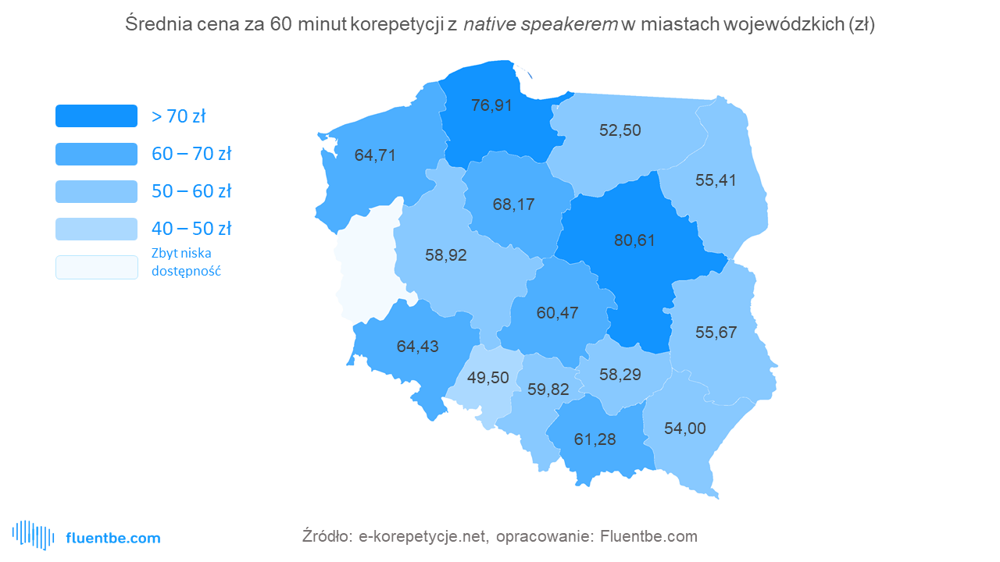 Średnia cena za 60 minut korepetycji z native speakerem w miastach wojewódzkich (zł)
> 70 zł
60 – 70 zł
50 – 60 zł
40 – 50 zł
Zbyt niska
dostępność
76,91
52,50
64,71
55,41
68,17
80,61
58,92
60,47
55,67
64,43
58,29
49,50
59,82
54,00
61,28
fluentbe.com
Źródło: e-korepetycje.net, opracowanie: Fluentbe.com